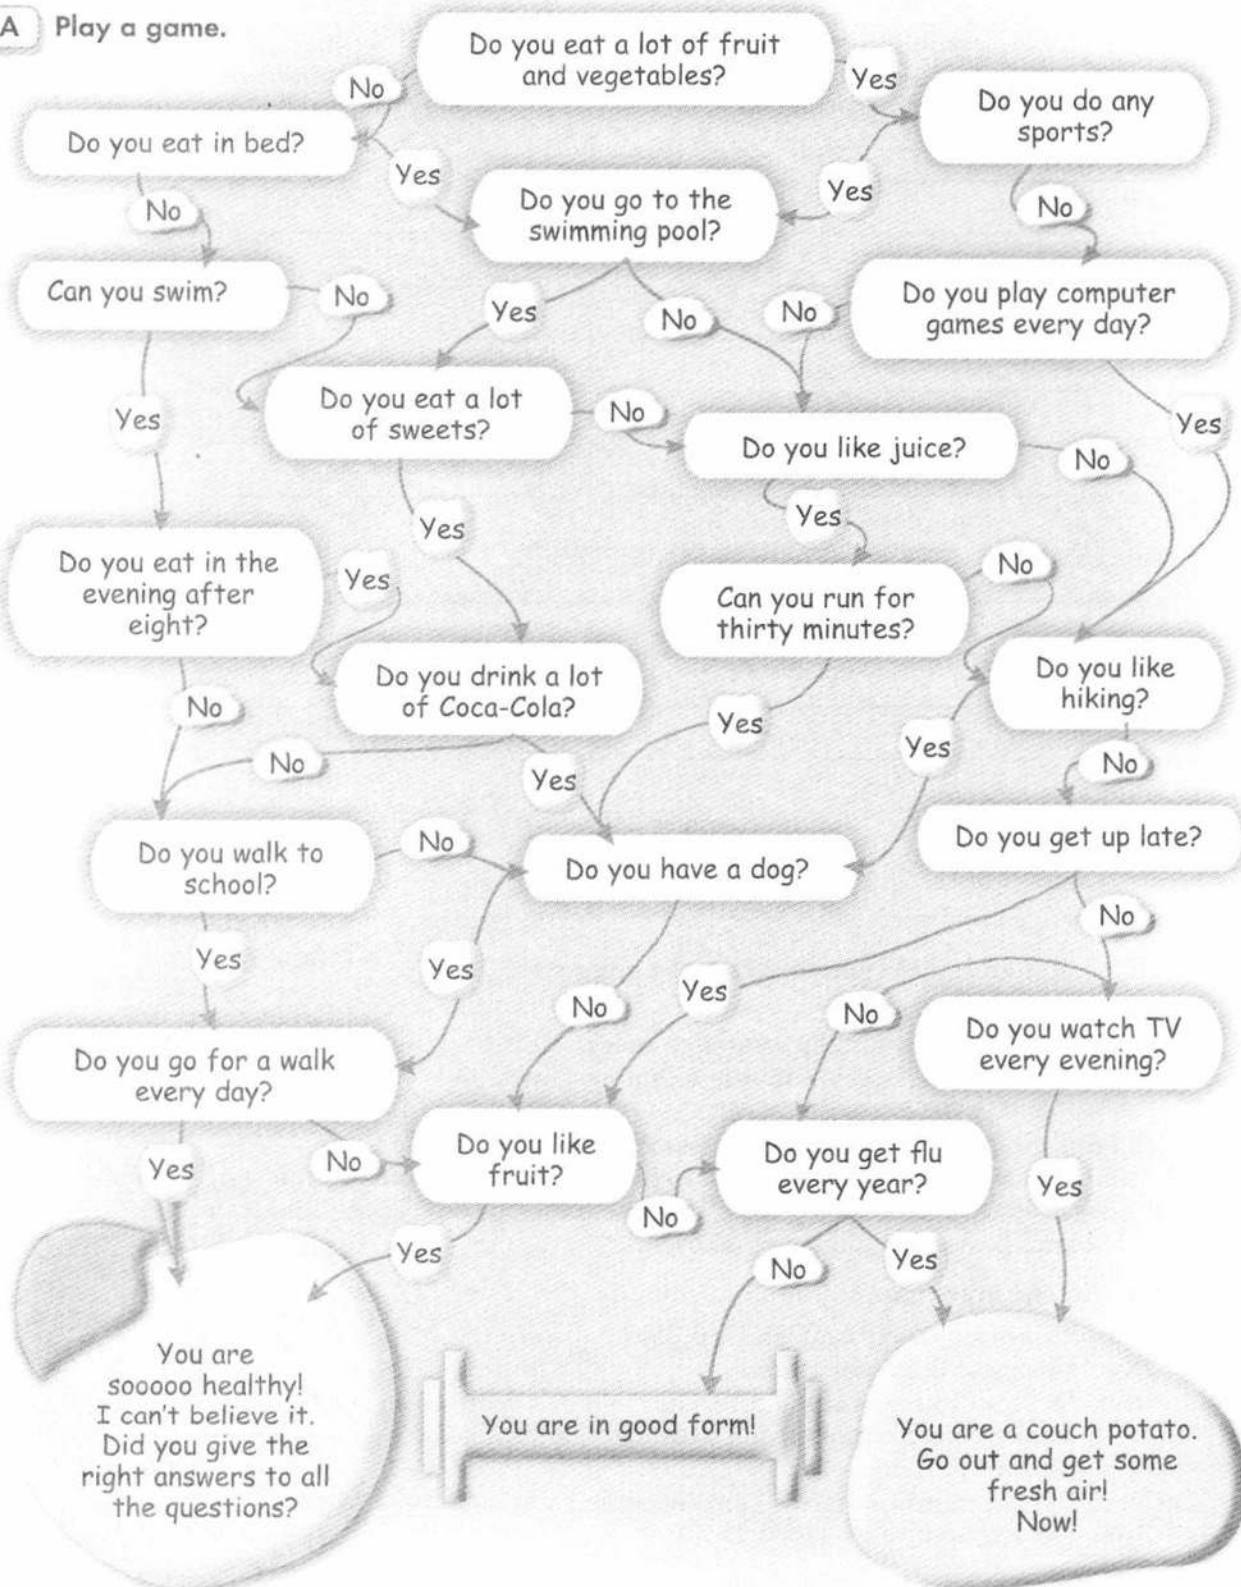 A Play a game.
Do you eat a lot of fruit
and vegetables?
No
Yes
Do you do any
sports?
Do you eat in bed?
Yes
Yes
No
Do you go to the
swimming pool?
No
Can you swim?
No
Yes
No
No
Do you play computer
games every day?
Yes
Do you eat a lot
of sweets?
No
Do you like juice?
No
Yes
Yes
Yes
Do you eat in the
evening after
eight?
Yes
Can you run for
thirty minutes?
No
Do you drink a lot
of Coca-Cola?
Do you like
hiking?
No
Yes
Yes
No
Yes
No
Do you walk to
school?
No
Do you have a dog?
Do you get up late?
Yes
Yes
No
Yes
No
No
Do you go for a walk
every day?
Do you watch TV
every evening?
Yes
No
Do you like
fruit?
No
Do you get flu
every year?
Yes
Yes
No
Yes
You are
sooooo healthy!
I can't believe it.
Did you give the
right answers to all
the questions?
You are in good form!
You are a couch potato.
Go out and get some
fresh air!
Now!